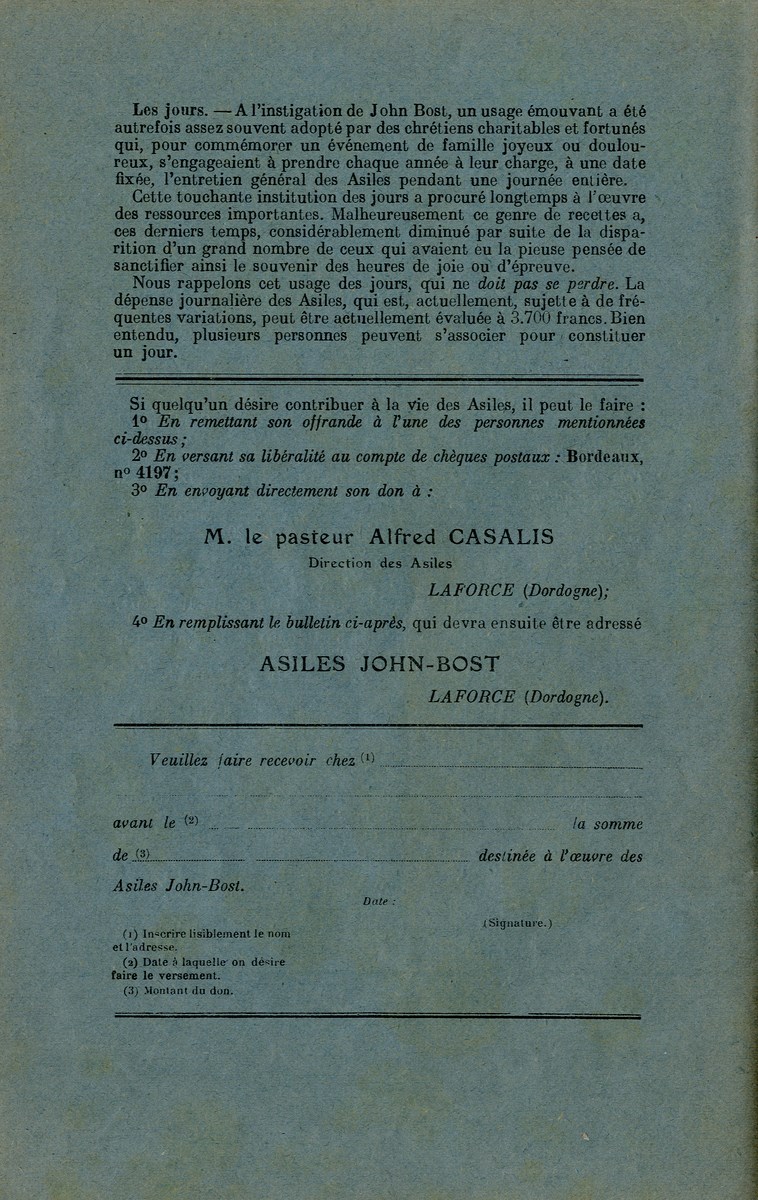 Les jours. — A l'instigation de John Bost, un usage émouvant a été
autrefois assez souvent adopté par des chrétiens charitables et fortunés
qui, pour commémorer un événement de famille joyeux ou doulou-
reux, s'engageaient à prendre chaque année à leur charge, à une date
fixée, l'entretien général des Asiles pendant une journée entière.
Cette touchante institution des jours a procuré longtemps à l'œuvre
des ressources importantes. Malheureusement ce genre de recettes a,
ces derniers temps, considérablement diminué par suite de la dispa-
rition d'un grand nombre de ceux qui avaient eu la pieuse pensée de
sanctifier ainsi le souvenir des heures de joie ou d'épreuve.
Nous rappelons cet usage des jours, qui ne doit pas se perdre. La
dépense journalière des Asiles, qui est, actuellement, sujette à de fré-
quentes variations, peut être actuellement évaluée à 3.700 francs. Bien
entendu, plusieurs personnes peuvent s'associer pour constituer
un jour.
Si quelqu'un désire contribuer à la vie des Asiles, il peut le faire :
1º En remettant son offrande à l'une des personnes mentionnées
ci-dessus ;
2º En versant sa libéralité au compte de chèques postaux : Bordeaux,
nº 4197 ;
3º En envoyant directement son don à :
M. le pasteur Alfred CASALIS
Direction des Asiles
LAFORCE (Dordogne);
4º En remplissant le bulletin ci-après, qui devra ensuite être adressé
ASILES JOHN-BOST
LAFORCE (Dordogne).
Veuillez faire recevoir chez (1)
avant le (2) la somme
de (3) destinée à l'œuvre des
Asiles John-Bost.
Date :
(Signature.)
(1) Inscrire lisiblement le nom
et l'adresse.
(2) Date à laquelle on désire
faire le versement.
(3) Montant du don.